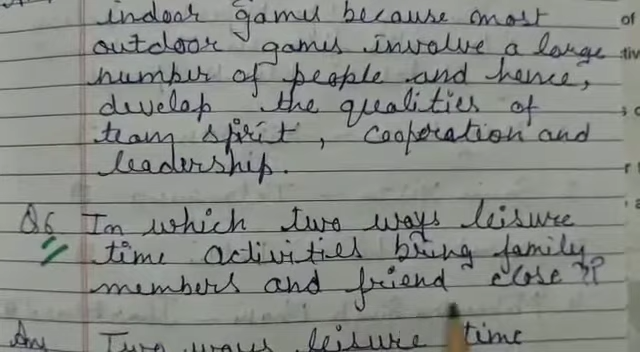 indoor games because most
outdoor games involve a large
number of people and hence,
develop the qualities of
team spirit, cooperation and
leadership.
Q6 In which two ways leisure
time activities bring family
members and friend close??
Ans Two ways leisure time